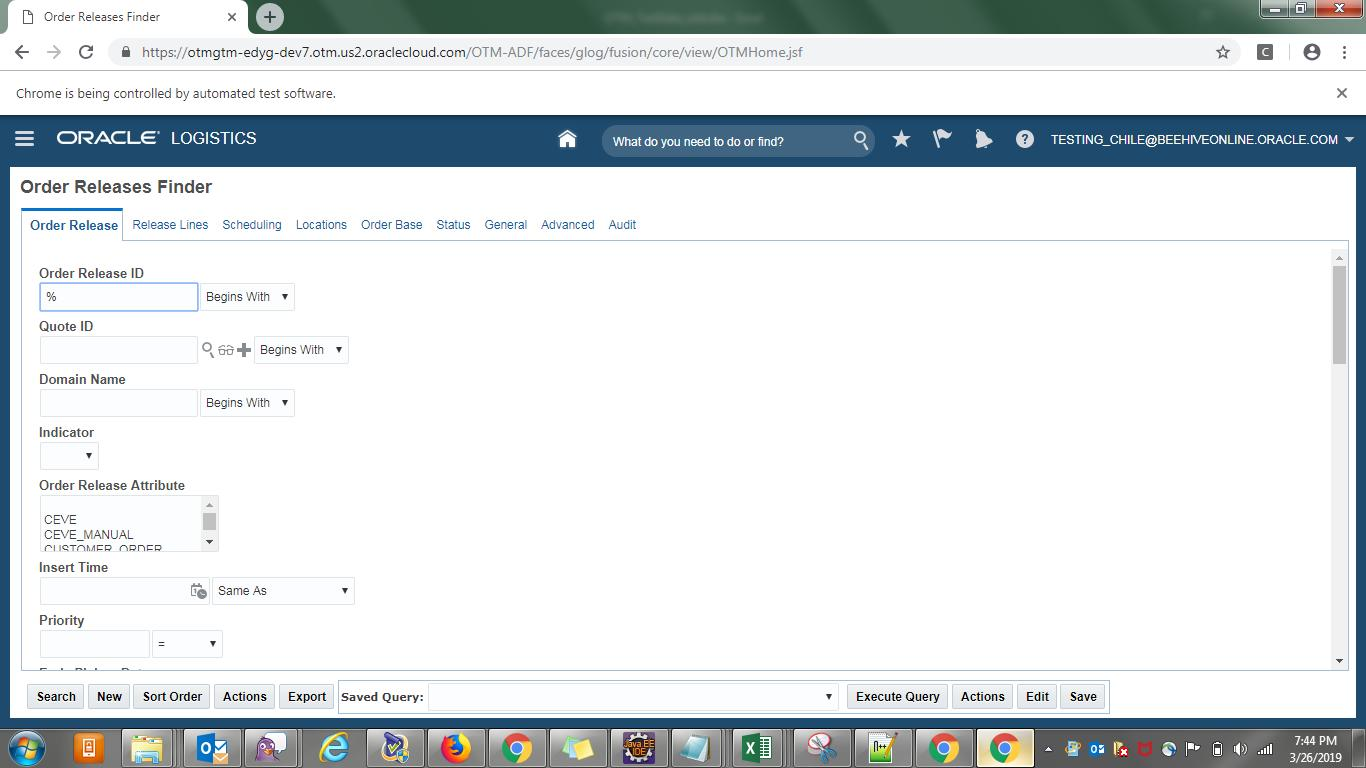 Order Releases Finder
https://otmgtm-edyg-dev7.otm.us2.oraclecloud.com/OTM-ADF/faces/glog/fusion/core/view/OTMHome.jsf
Chrome is being controlled by automated test software.
ORACLE LOGISTICS
What do you need to do or find?
TESTING_CHILE@BEEHIVEONLINE.ORACLE.COM
Order Releases Finder
Order Release Release Lines Scheduling Locations Order Base Status General Advanced Audit
Order Release ID
% Begins With
Quote ID
Begins With
Domain Name
Begins With
Indicator
Order Release Attribute
CEVE
CEVE_MANUAL
CUSTOMER_ORDER
Insert Time
Same As
Priority
=
Search New Sort Order Actions Export Saved Query: Execute Query Actions Edit Save
Java EE
IDE
7:44 PM
3/26/2019